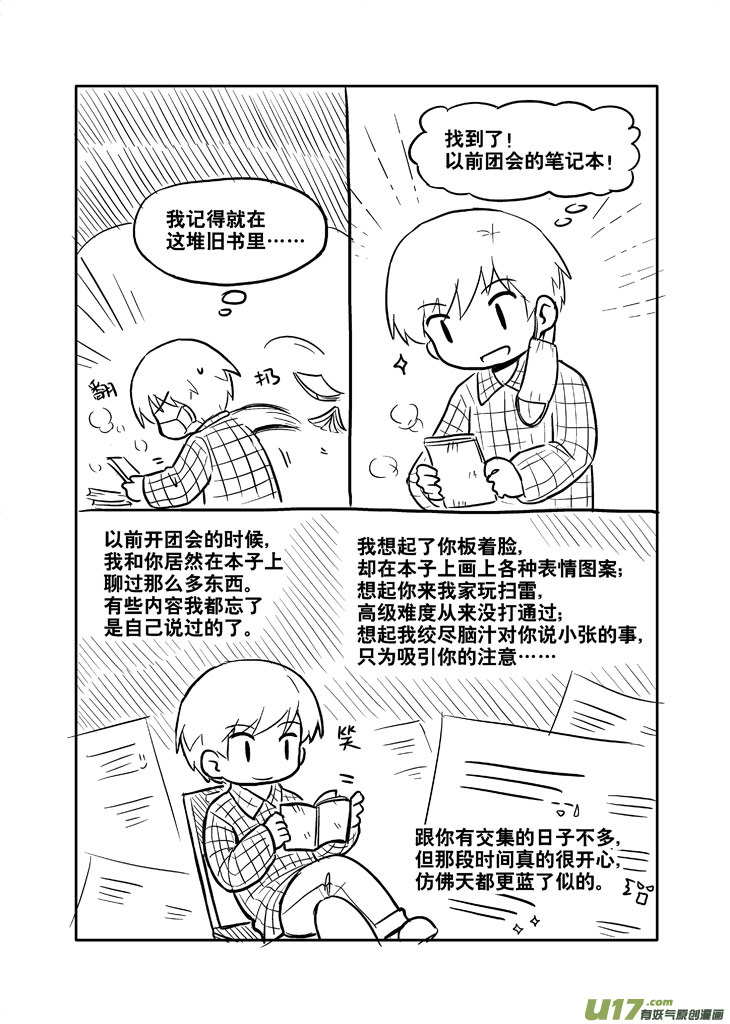 我记得就在
这堆旧书里……
翻
扔
找到了！
以前团会的笔记本！
以前开团会的时候，
我和你居然在本子上
聊过那么多东西。
有些内容我都忘了
是自己说过的了。
我想起了你板着脸，
却在本子上画上各种表情图案；
想起你来我家玩扫雷，
高级难度从来没打通过；
想起我绞尽脑汁对你说小张的事，
只为吸引你的注意……
笑
跟你有交集的日子不多，
但那段时间真的很开心，
仿佛天都更蓝了似的。
U17.com
有妖气原创漫画